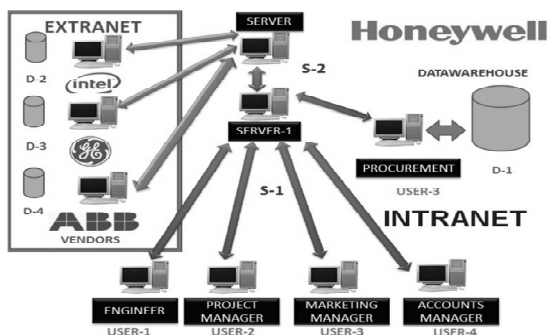 EXTRANET
SERVER
Honeywell
D-2
intel
S-2
DATAWAREHOUSE
D-3
GE
SERVER-1
PROCUREMENT
USER-3
D-1
D-4
S-1
ABB
VENDORS
INTRANET
ENGINEER
PROJECT
MANAGER
MARKETING
MANAGER
ACCOUNTS
MANAGER
USER-1
USER-2
USER-3
USER-4